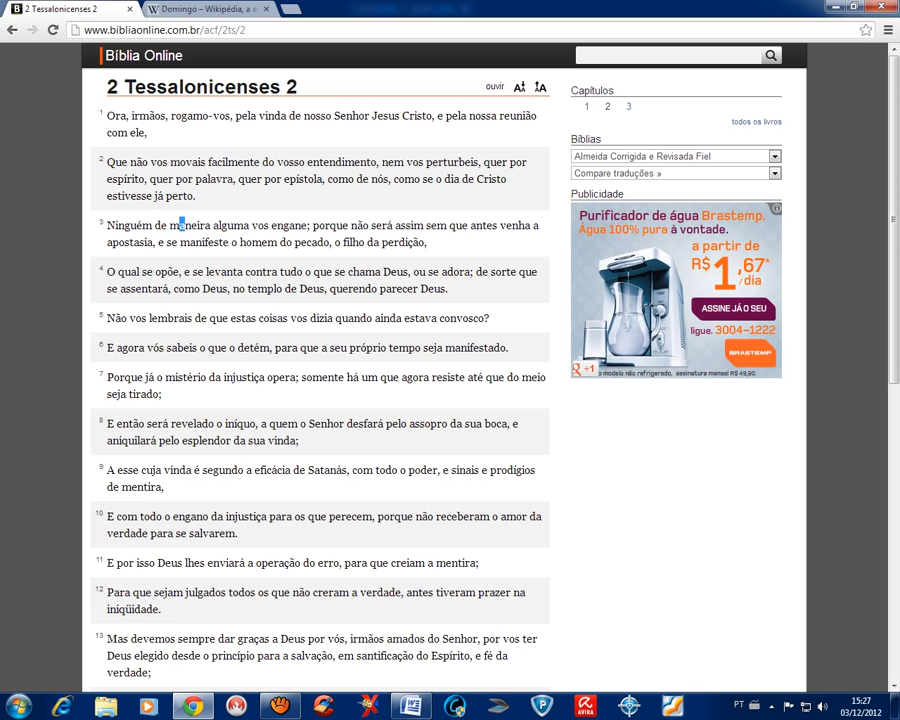 2 Tessalonicenses 2
Domingo – Wikipédia, a e
www.bibliaonline.com.br/acf/2ts/2
Bíblia Online
2 Tessalonicenses 2
ouvir
1 Ora, irmãos, rogamo-vos, pela vinda de nosso Senhor Jesus Cristo, e pela nossa reunião
com ele,
2 Que não vos movais facilmente do vosso entendimento, nem vos perturbeis, quer por
espírito, quer por palavra, quer por epístola, como de nós, como se o dia de Cristo
estivesse já perto.
3 Ninguém de maneira alguma vos engane; porque não será assim sem que antes venha a
apostasia, e se manifeste o homem do pecado, o filho da perdição,
4 O qual se opõe, e se levanta contra tudo o que se chama Deus, ou se adora; de sorte que
se assentará, como Deus, no templo de Deus, querendo parecer Deus.
5 Não vos lembrais de que estas coisas vos dizia quando ainda estava convosco?
6 E agora vós sabeis o que o detém, para que a seu próprio tempo seja manifestado.
7 Porque já o mistério da injustiça opera; somente há um que agora resiste até que do meio
seja tirado;
8 E então será revelado o iníquo, a quem o Senhor desfará pelo assopro da sua boca, e
aniquilará pelo esplendor da sua vinda;
9 A esse cuja vinda é segundo a eficácia de Satanás, com todo o poder, e sinais e prodígios
de mentira,
10 E com todo o engano da injustiça para os que perecem, porque não receberam o amor da
verdade para se salvarem.
11 E por isso Deus lhes enviará a operação do erro, para que creiam a mentira;
12 Para que sejam julgados todos os que não creram a verdade, antes tiveram prazer na
iniqüidade.
13 Mas devemos sempre dar graças a Deus por vós, irmãos amados do Senhor, por vos ter
Deus elegido desde o princípio para a salvação, em santificação do Espírito, e fé da
verdade;
Capítulos
1 2 3
todos os livros
Bíblias
Almeida Corrigida e Revisada Fiel
Compare traduções »
Publicidade
Purificador de água Brastemp.
Água 100% pura à vontade.
a partir de
R$ 1,67*
/dia
ASSINE JÁ O SEU
ligue. 3004-1222
BRASTEMP
+1
o modelo não refrigerado, assinatura mensal R$ 49,90.
AVIRA
PT
15:27
03/12/2012